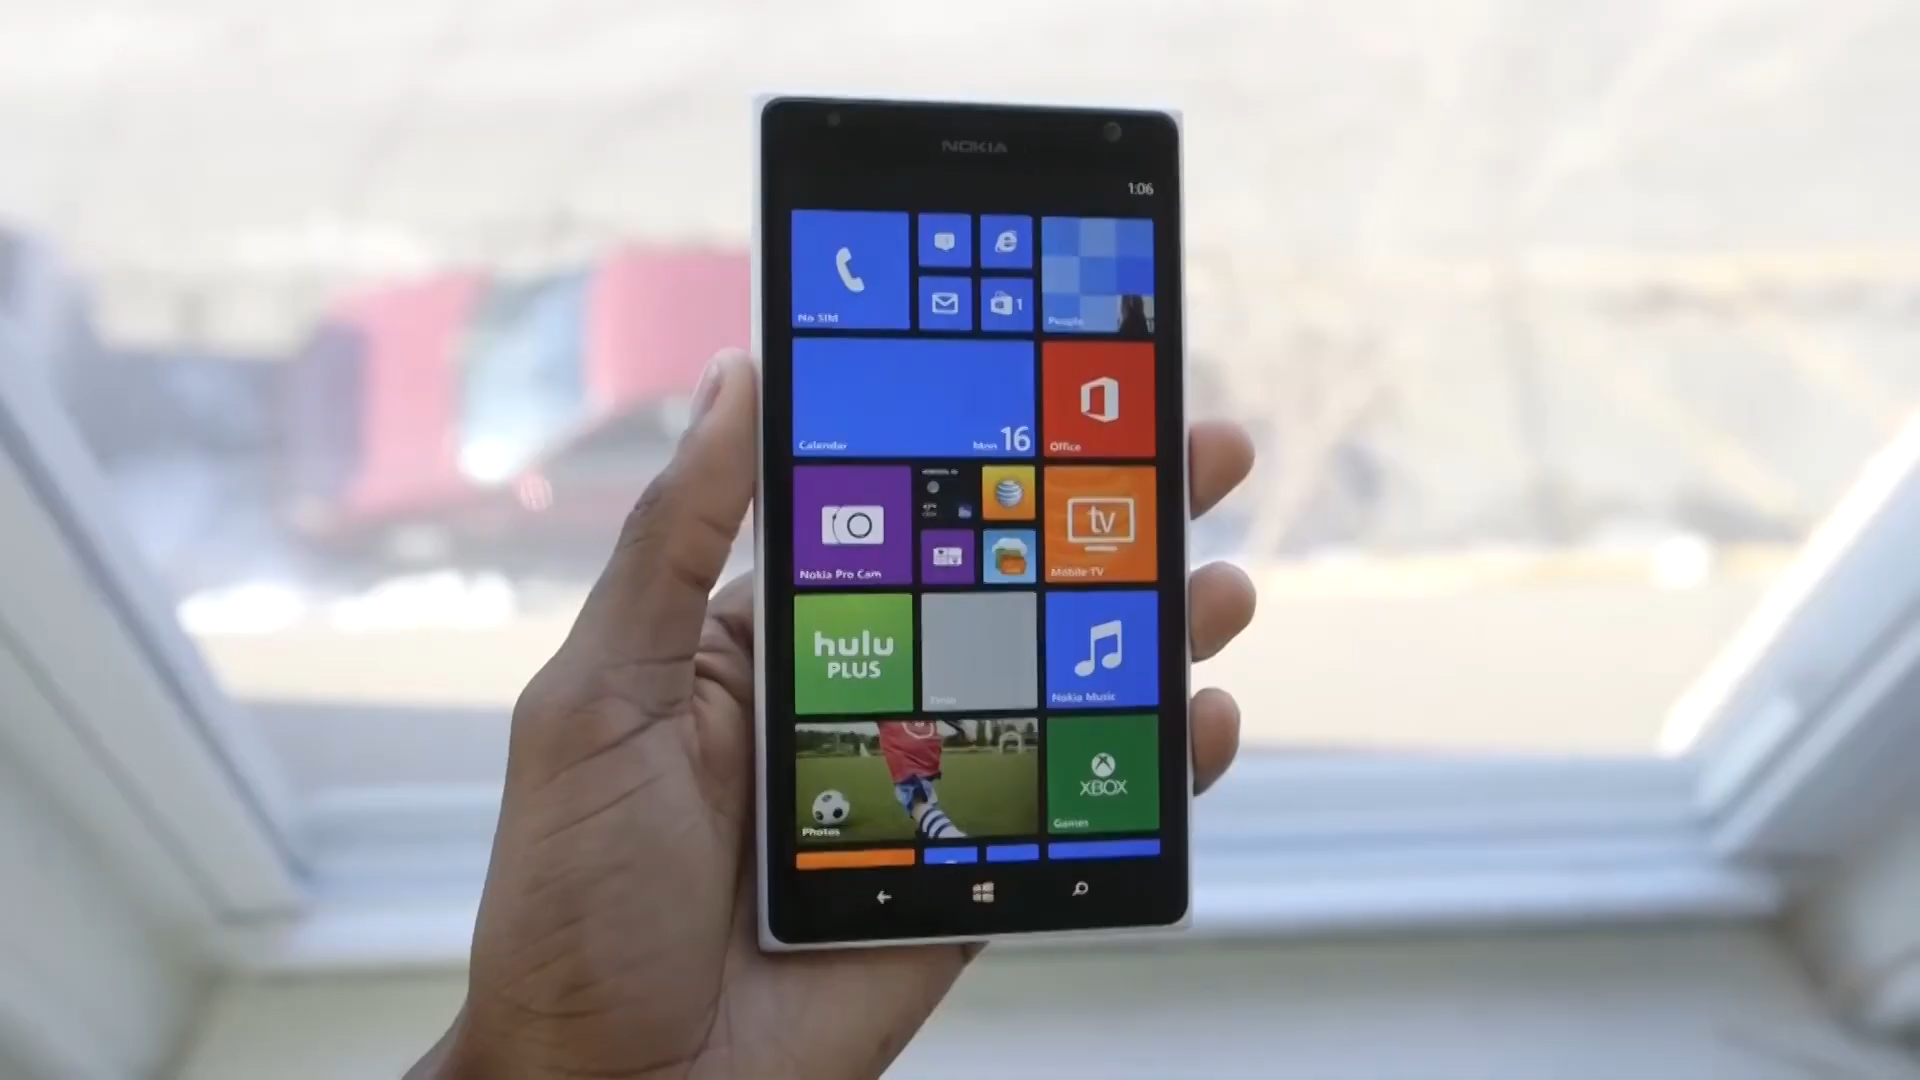 NOKIA
1:06
No SIM
1
People
Calendar
Mon 16
Office
Nokia Pro Cam
tv
Mobile TV
hulu
PLUS
Nokia Music
Photos
XBOX
Games